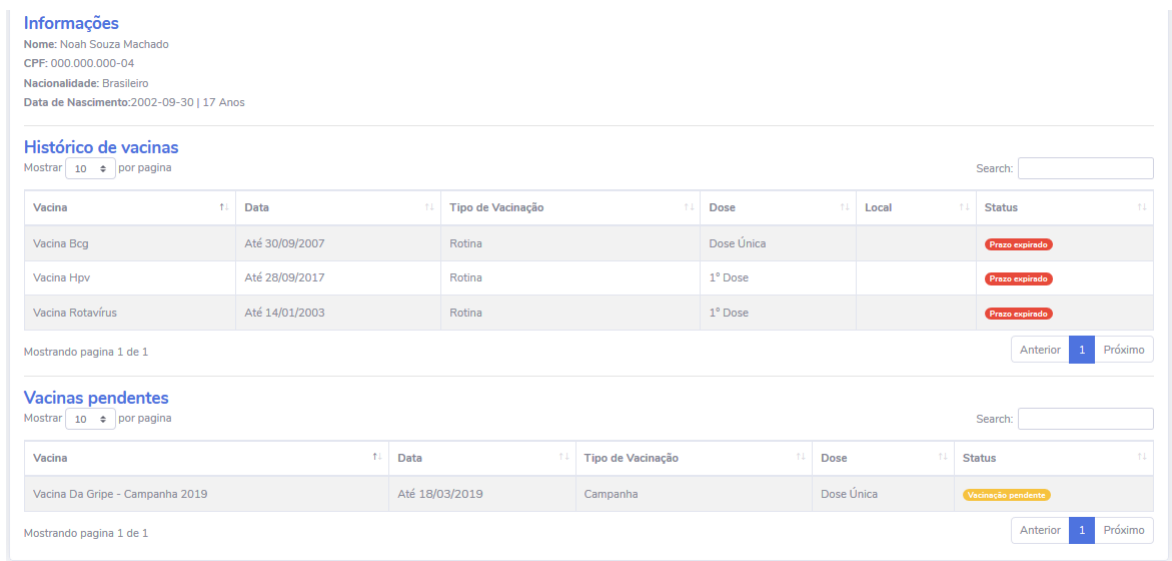 Informações
Nome: Noah Souza Machado
CPF: 000.000.000-04
Nacionalidade: Brasileiro
Data de Nascimento:2002-09-30 | 17 Anos
Histórico de vacinas
Mostrar 10 por pagina Search:
Vacina Data Tipo de Vacinação Dose Local Status
Vacina Bcg Até 30/09/2007 Rotina Dose Única Prazo expirado
Vacina Hpv Até 28/09/2017 Rotina 1° Dose Prazo expirado
Vacina Rotavírus Até 14/01/2003 Rotina 1° Dose Prazo expirado
Mostrando pagina 1 de 1 Anterior 1 Próximo
Vacinas pendentes
Mostrar 10 por pagina Search:
Vacina Data Tipo de Vacinação Dose Status
Vacina Da Gripe - Campanha 2019 Até 18/03/2019 Campanha Dose Única Vacinação pendente
Mostrando pagina 1 de 1 Anterior 1 Próximo